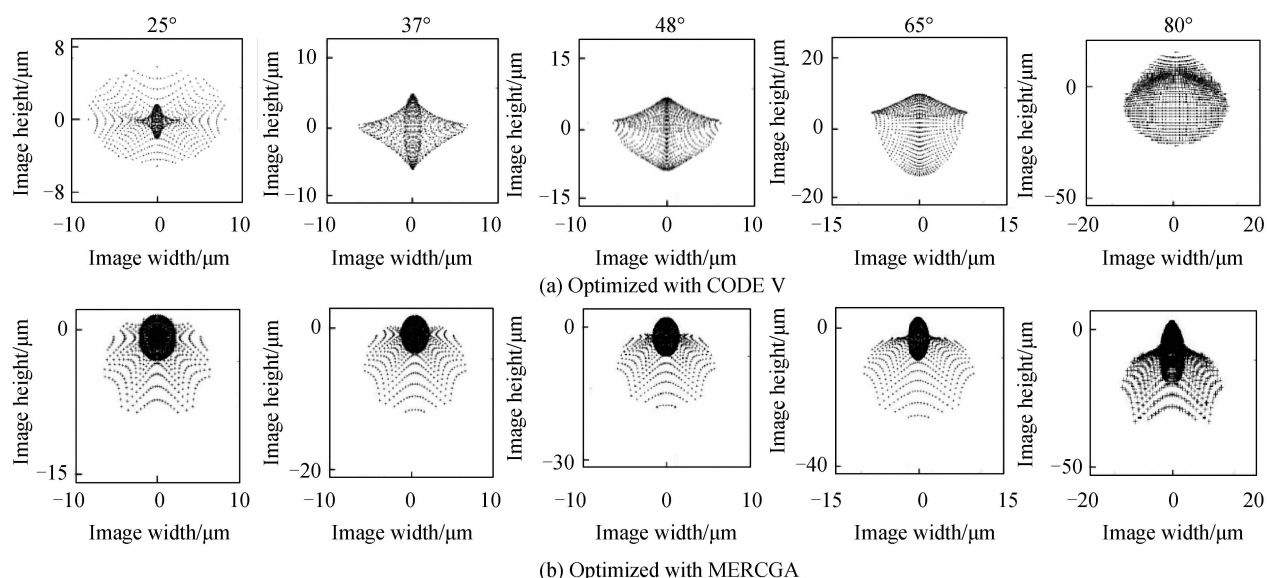 25° 37° 48° 65° 80°
Image height/μm 8 0 −8
Image height/μm 10 0 −10
Image height/μm 15 0 −15
Image height/μm 20 0 −20
Image height/μm 0 −50
−10 0 10 −10 0 10 −10 0 10 −15 0 15 −20 0 20
Image width/μm Image width/μm Image width/μm Image width/μm Image width/μm
(a) Optimized with CODE V
Image height/μm 0 −15
Image height/μm 0 −20
Image height/μm 0 −30
Image height/μm 0 −40
Image height/μm 0 −50
−10 0 10 −10 0 10 −10 0 10 −15 0 15 −20 0 20
Image width/μm Image width/μm Image width/μm Image width/μm Image width/μm
(b) Optimized with MERCGA